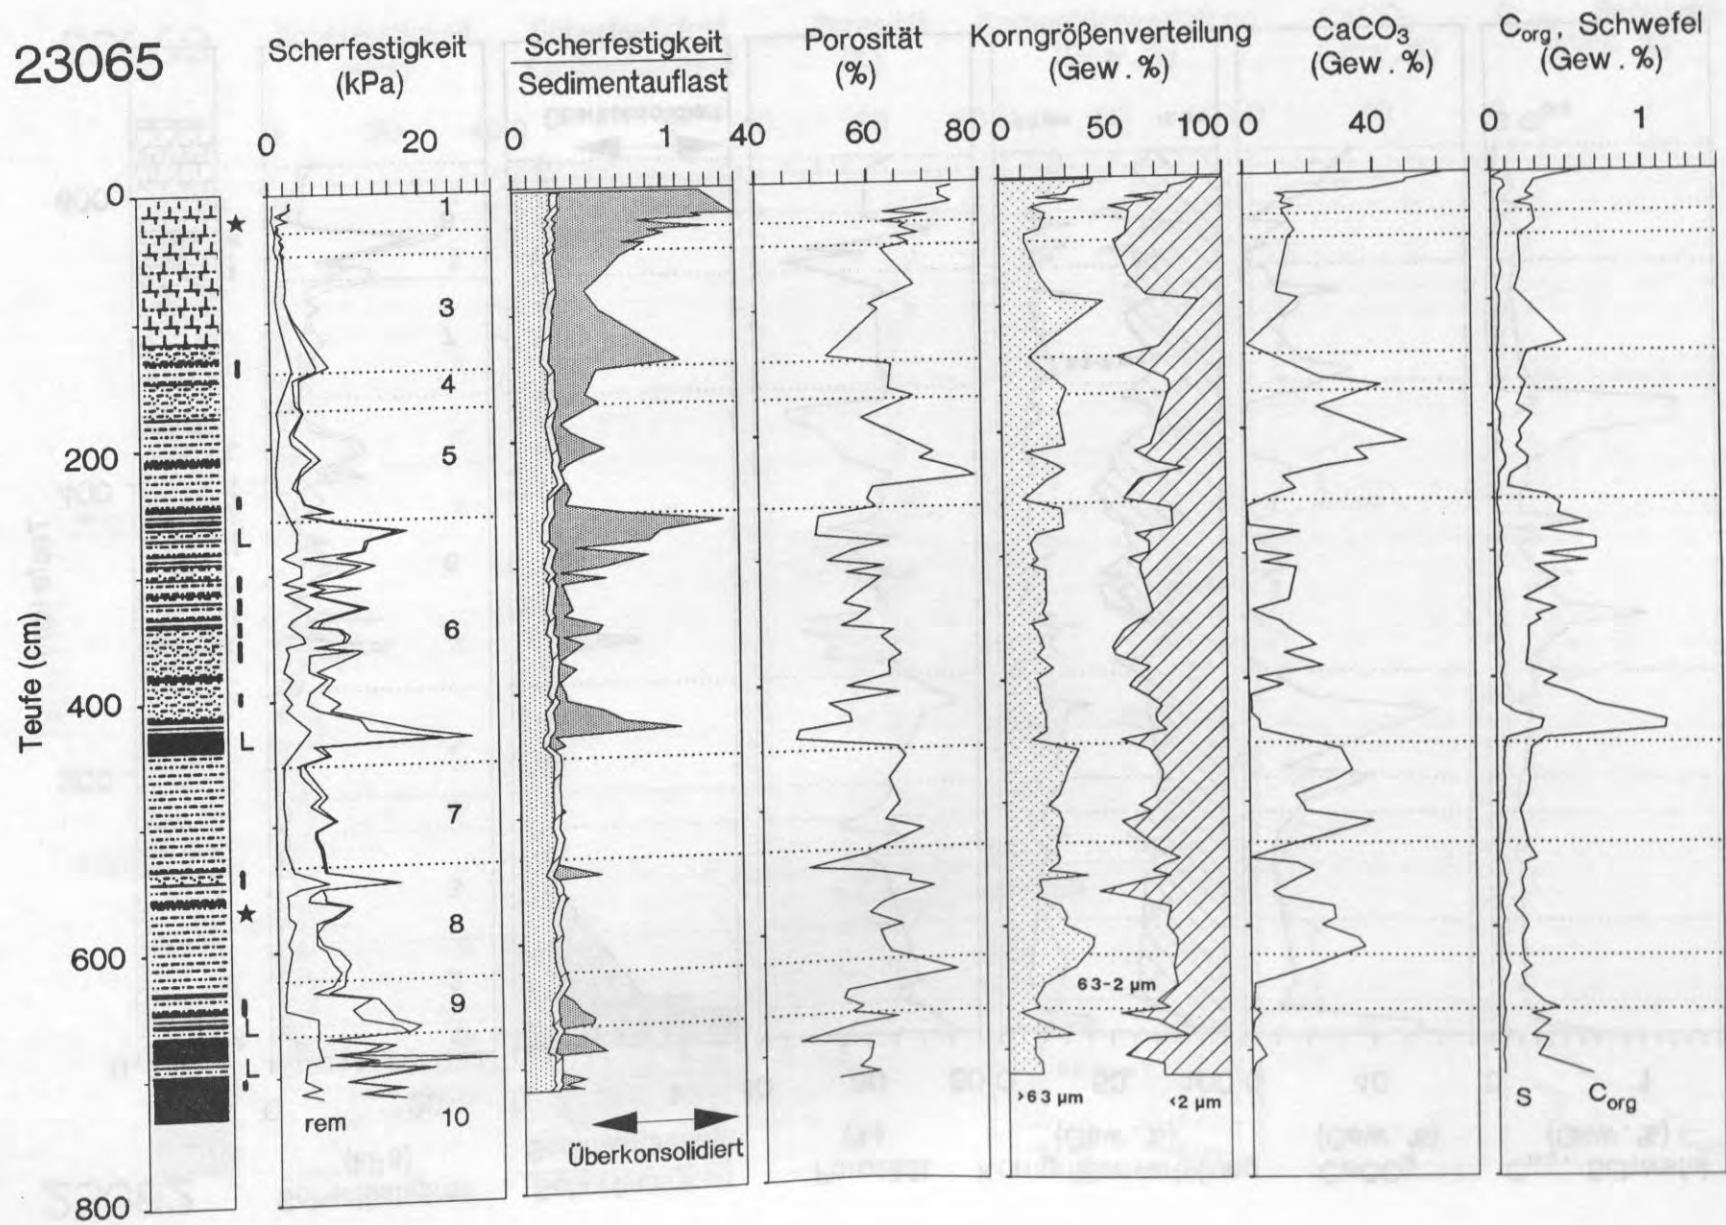 23065
Scherfestigkeit
(kPa)
Scherfestigkeit
Sedimentauflast
Porosität
(%)
Korngrößenverteilung
(Gew. %)
CaCO₃
(Gew. %)
C_org, Schwefel
(Gew. %)
0 20
0 1
40 60 80
0 50 100
0 40
0 1
Teufe (cm)
0
200
400
600
800
1
3
4
5
6
7
8
9
10
L
L
L
L
rem
Überkonsolidiert
63-2 µm
>63 µm
<2 µm
S
C_org